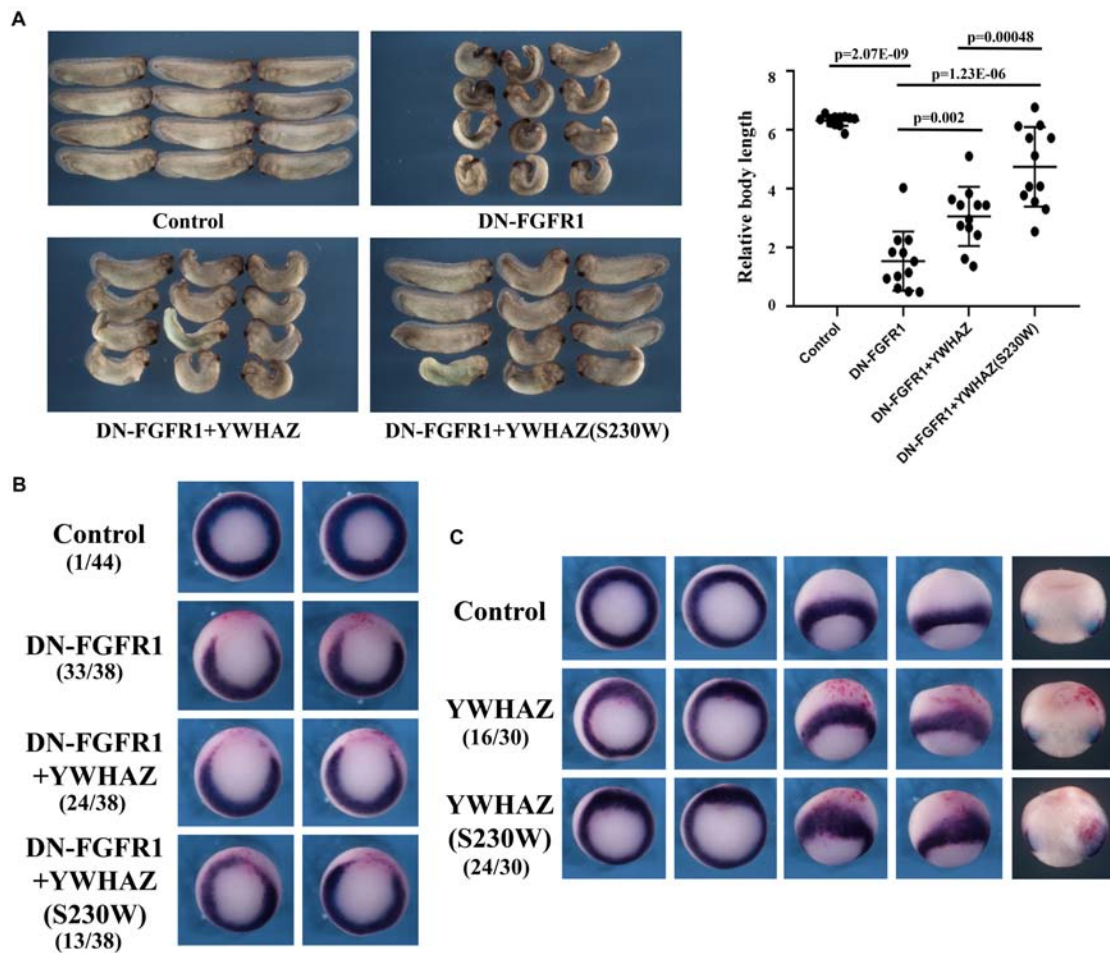 A
Control
DN-FGFR1
DN-FGFR1+YWHAZ
DN-FGFR1+YWHAZ(S230W)
p=0.00048
p=2.07E-09
p=1.23E-06
p=0.002
Relative body length
8
6
4
2
0
Control
DN-FGFR1
DN-FGFR1+YWHAZ
DN-FGFR1+YWHAZ(S230W)
B
Control
(1/44)
DN-FGFR1
(33/38)
DN-FGFR1
+YWHAZ
(24/38)
DN-FGFR1
+YWHAZ
(S230W)
(13/38)
C
Control
YWHAZ
(16/30)
YWHAZ
(S230W)
(24/30)